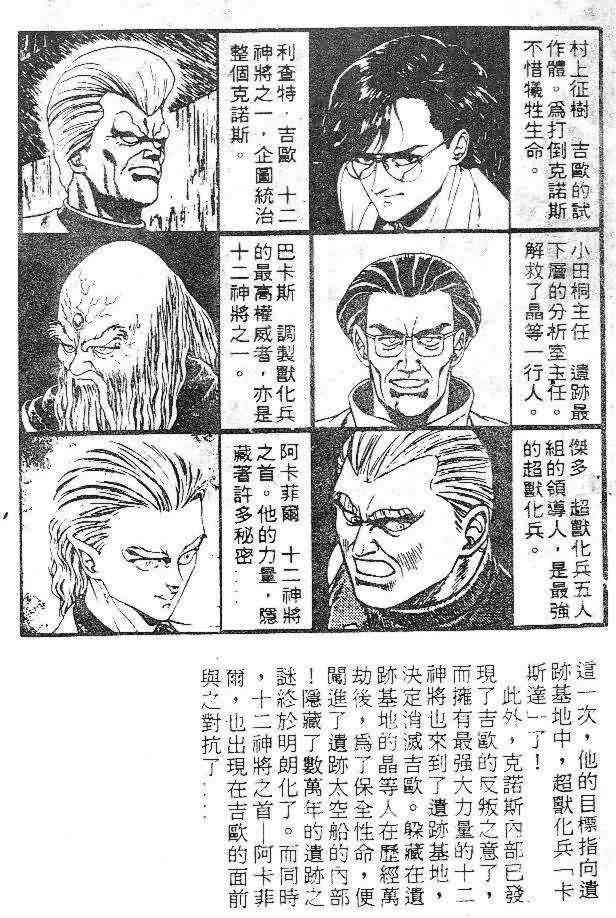 村上征樹　吉歐的試
作體。爲打倒克諾斯
不惜犧牲生命。
利查特．吉歐　十二
神將之一，企圖統治
整個克諾斯。
小田桐主任　遺跡最
下層的分析室主任。
解救了晶等一行人。
巴卡斯　調製獸化兵
的最高權威者，亦是
十二神將之一。
傑多　超獸化兵五人
組的領導人，是最強
的超獸化兵。
阿卡菲爾　十二神將
之首。他的力量，隱
藏著許多秘密……
這一次，他的目標指向遺
跡基地中，超獸化兵「卡
斯達」了！
此外，克諾斯內部已發
現了吉歐的反叛之意了，
而擁有最强大力量的十二
神將也來到了遺跡基地，
決定消滅吉歐。躲藏在遺
跡基地的晶等人在歷經萬
劫後，爲了保全性命，便
闖進了遺跡太空船的內部
！隱藏了數萬年的遺跡之
謎終於明朗化了。而同時
，十二神將之首—阿卡菲
爾，也出現在吉歐的面前
與之對抗了……